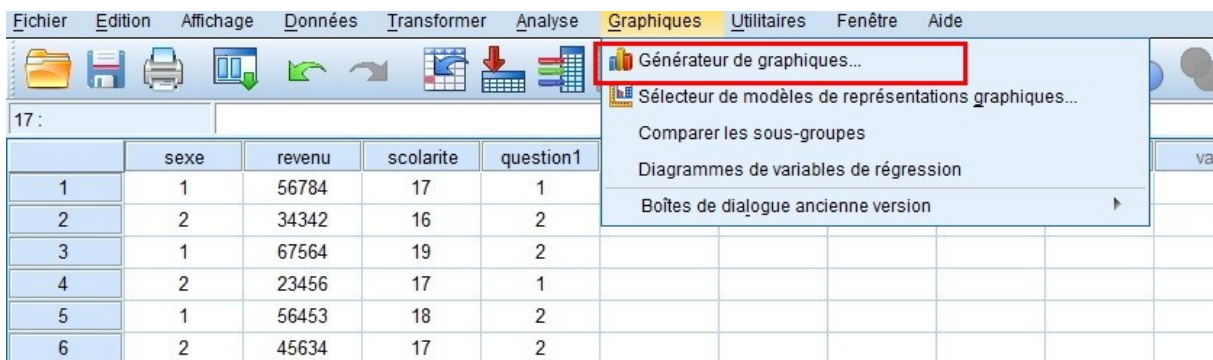 Fichier Edition Affichage Données Transformer Analyse Graphiques Utilitaires Fenêtre Aide
Générateur de graphiques...
Sélecteur de modèles de représentations graphiques...
17 :
Comparer les sous-groupes
sexe revenu scolarite question1 va
Diagrammes de variables de régression
1 1 56784 17 1
Boîtes de dialogue ancienne version
2 2 34342 16 2
3 1 67564 19 2
4 2 23456 17 1
5 1 56453 18 2
6 2 45634 17 2